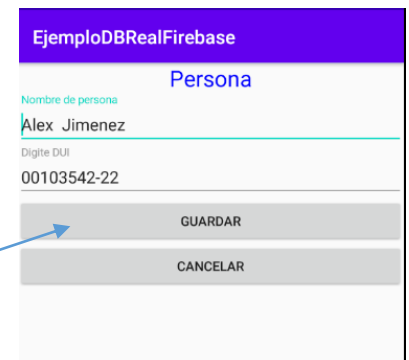 EjemploDBRealFirebase
Persona
Nombre de persona
Alex Jimenez
Digite DUI
00103542-22
GUARDAR
CANCELAR